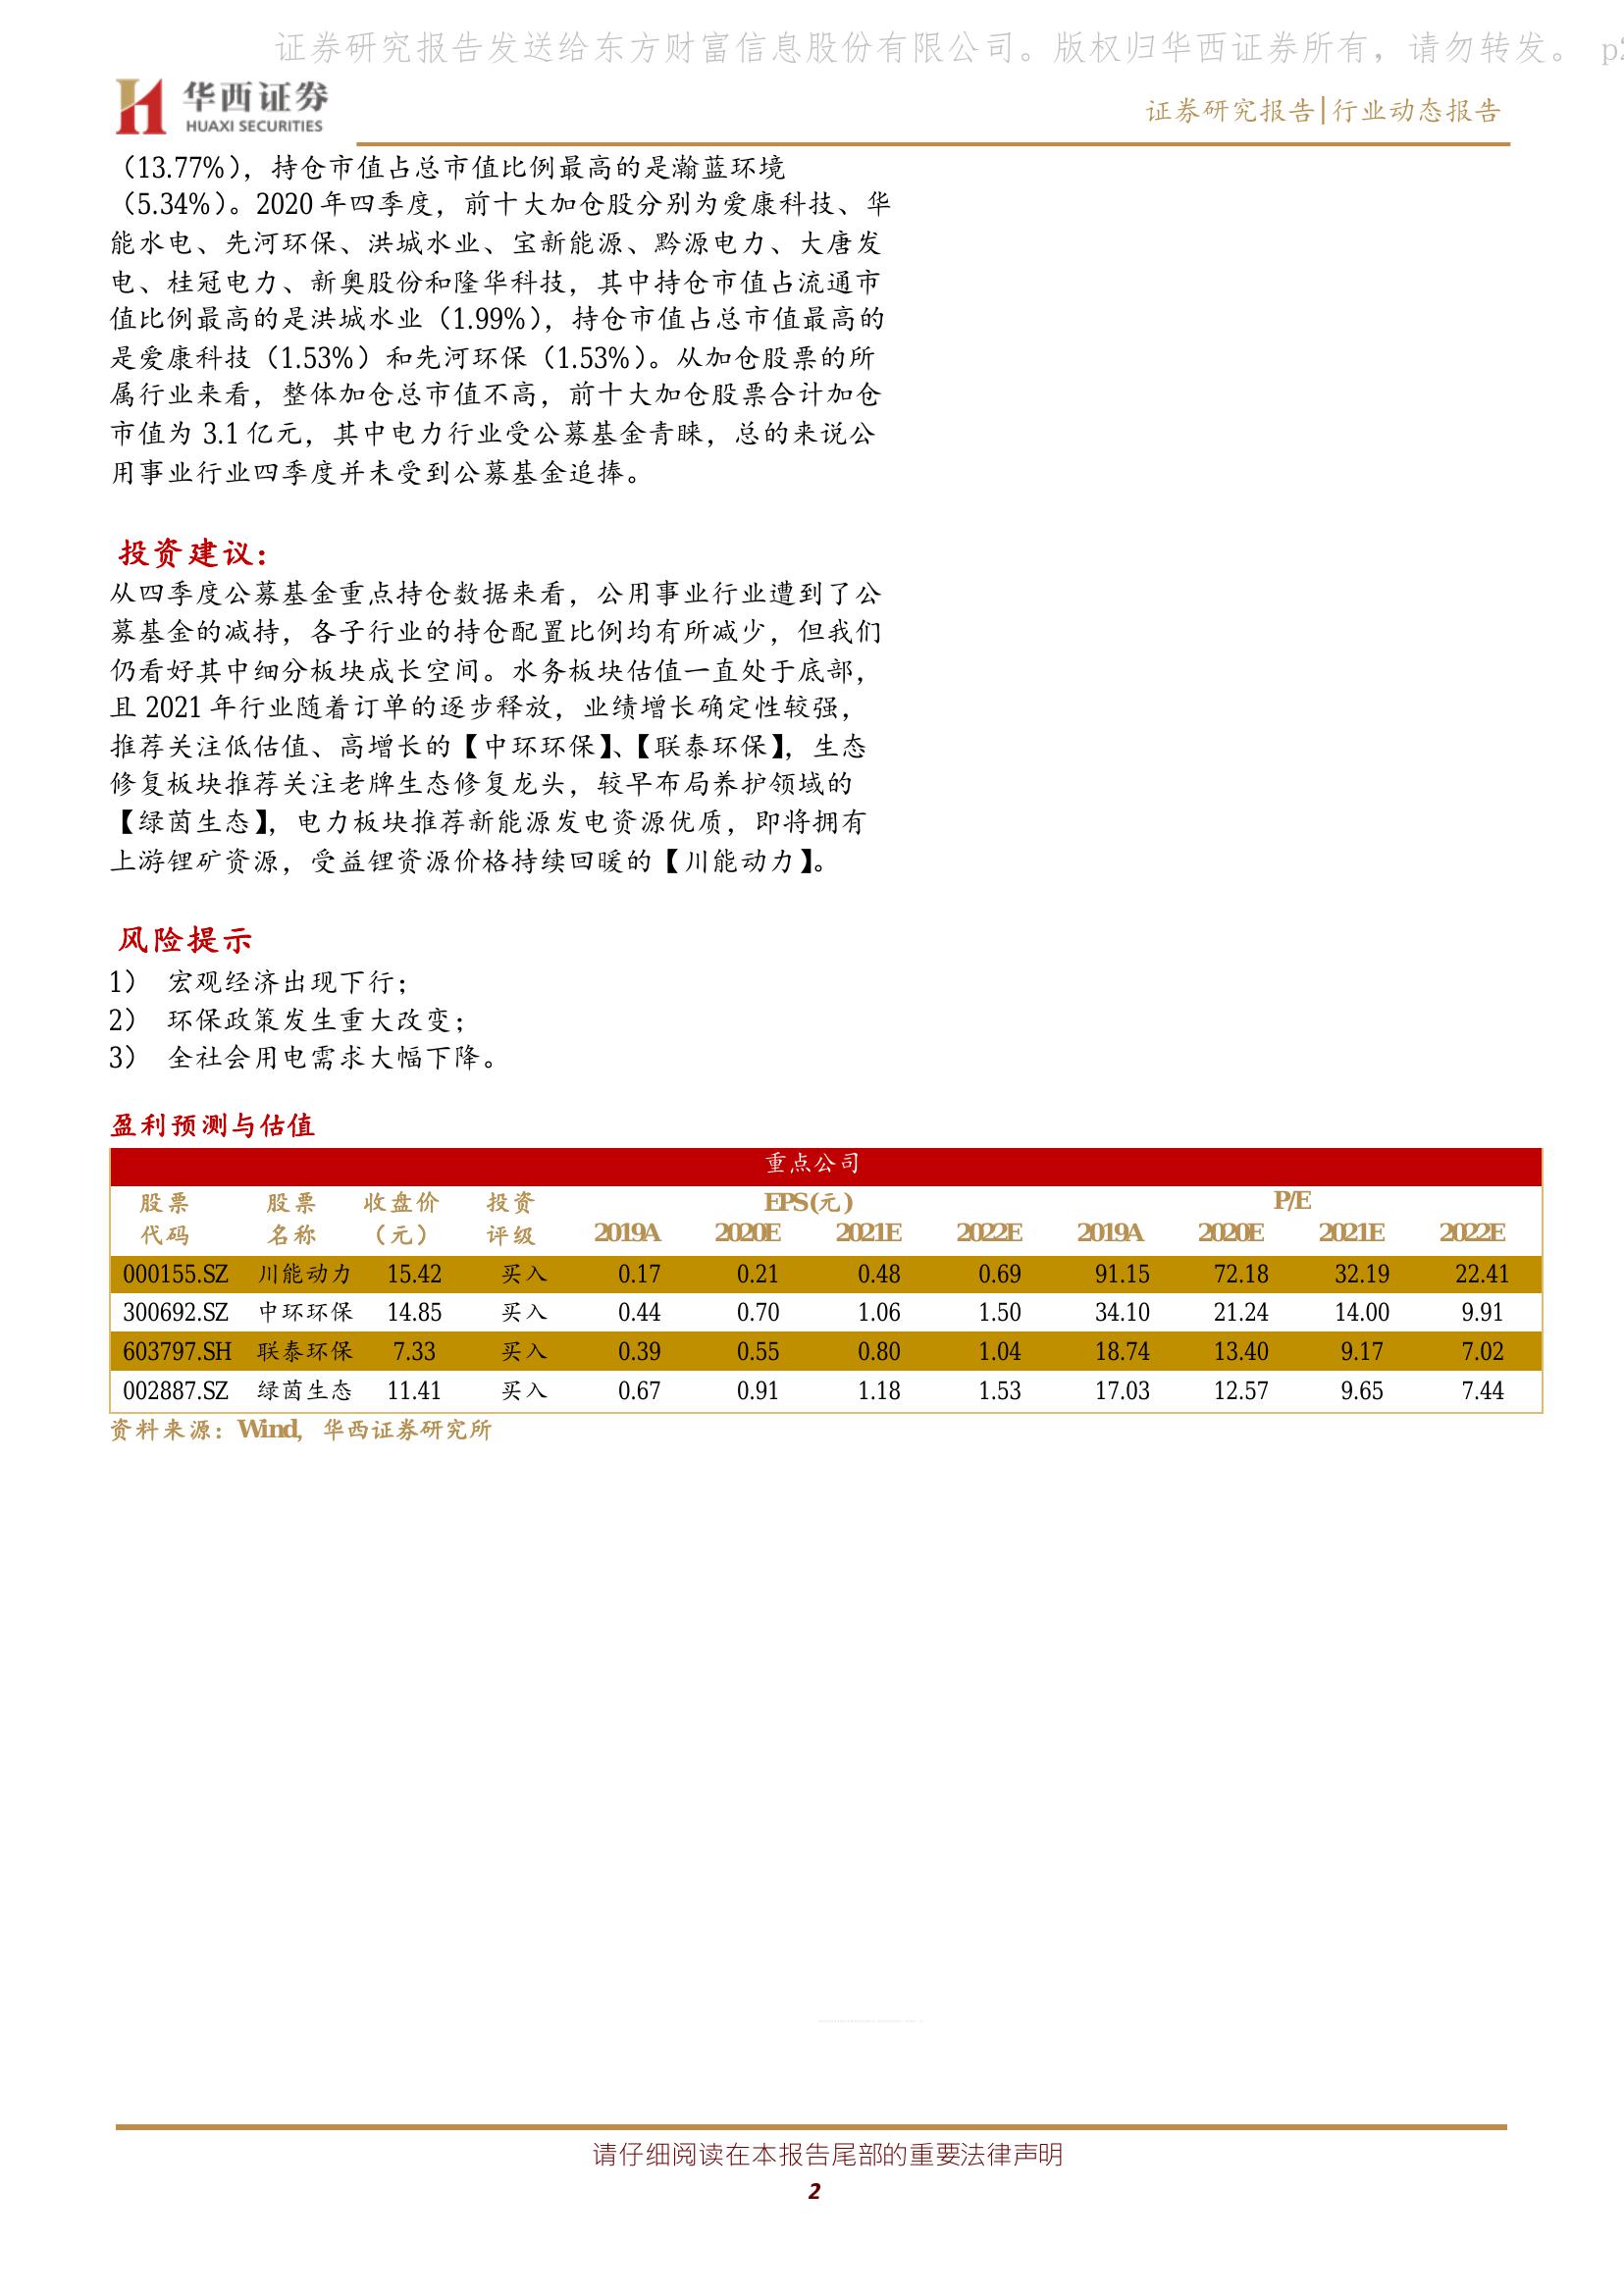 证券研究报告发送给东方财富信息股份有限公司。版权归华西证券所有，请勿转发。 p2
华西证券
HUAXI SECURITIES
证券研究报告|行业动态报告
（13.77%），持仓市值占总市值比例最高的是瀚蓝环境
（5.34%）。2020 年四季度，前十大加仓股分别为爱康科技、华
能水电、先河环保、洪城水业、宝新能源、黔源电力、大唐发
电、桂冠电力、新奥股份和隆华科技，其中持仓市值占流通市
值比例最高的是洪城水业（1.99%），持仓市值占总市值最高的
是爱康科技（1.53%）和先河环保（1.53%）。从加仓股票的所
属行业来看，整体加仓总市值不高，前十大加仓股票合计加仓
市值为 3.1 亿元，其中电力行业受公募基金青睐，总的来说公
用事业行业四季度并未受到公募基金追捧。
投资建议：
从四季度公募基金重点持仓数据来看，公用事业行业遭到了公
募基金的减持，各子行业的持仓配置比例均有所减少，但我们
仍看好其中细分板块成长空间。水务板块估值一直处于底部，
且 2021 年行业随着订单的逐步释放，业绩增长确定性较强，
推荐关注低估值、高增长的【中环环保】、【联泰环保】，生态
修复板块推荐关注老牌生态修复龙头，较早布局养护领域的
【绿茵生态】，电力板块推荐新能源发电资源优质，即将拥有
上游锂矿资源，受益锂资源价格持续回暖的【川能动力】。
风险提示
1） 宏观经济出现下行；
2） 环保政策发生重大改变；
3） 全社会用电需求大幅下降。
盈利预测与估值
重点公司
股票 股票 收盘价 投资 EPS(元) P/E
代码 名称 （元） 评级 2019A 2020E 2021E 2022E 2019A 2020E 2021E 2022E
000155.SZ 川能动力 15.42 买入 0.17 0.21 0.48 0.69 91.15 72.18 32.19 22.41
300692.SZ 中环环保 14.85 买入 0.44 0.70 1.06 1.50 34.10 21.24 14.00 9.91
603797.SH 联泰环保 7.33 买入 0.39 0.55 0.80 1.04 18.74 13.40 9.17 7.02
002887.SZ 绿茵生态 11.41 买入 0.67 0.91 1.18 1.53 17.03 12.57 9.65 7.44
资料来源：Wind，华西证券研究所
请仔细阅读在本报告尾部的重要法律声明
2